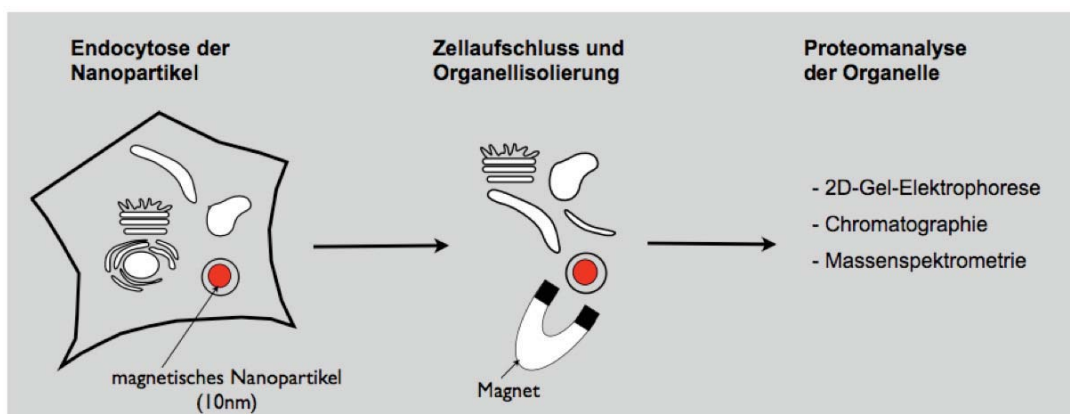 Endocytose der
Nanopartikel
Zellaufschluss und
Organellisolierung
Proteomanalyse
der Organelle
- 2D-Gel-Elektrophorese
- Chromatographie
- Massenspektrometrie
magnetisches Nanopartikel
(10nm)
Magnet